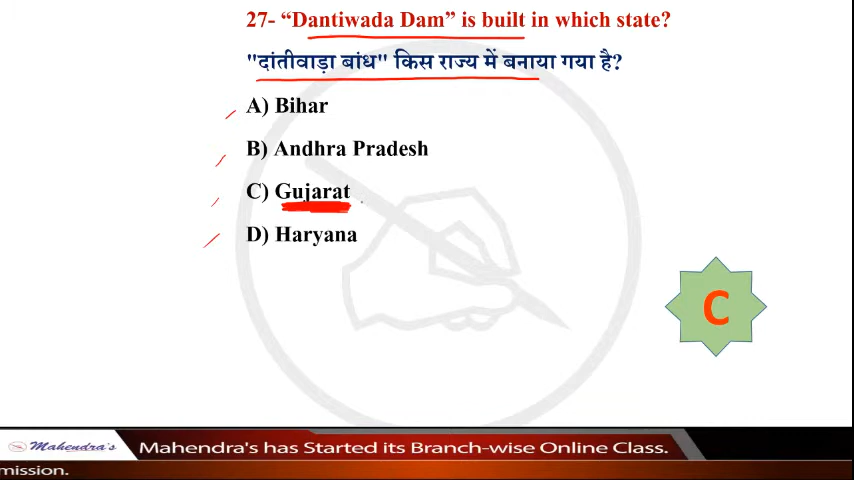 27- “Dantiwada Dam” is built in which state?
"दांतीवाड़ा बांध" किस राज्य में बनाया गया है?
A) Bihar
B) Andhra Pradesh
C) Gujarat
D) Haryana
C
Mahendra's
Mahendra's has Started its Branch-wise Online Class.
mission.